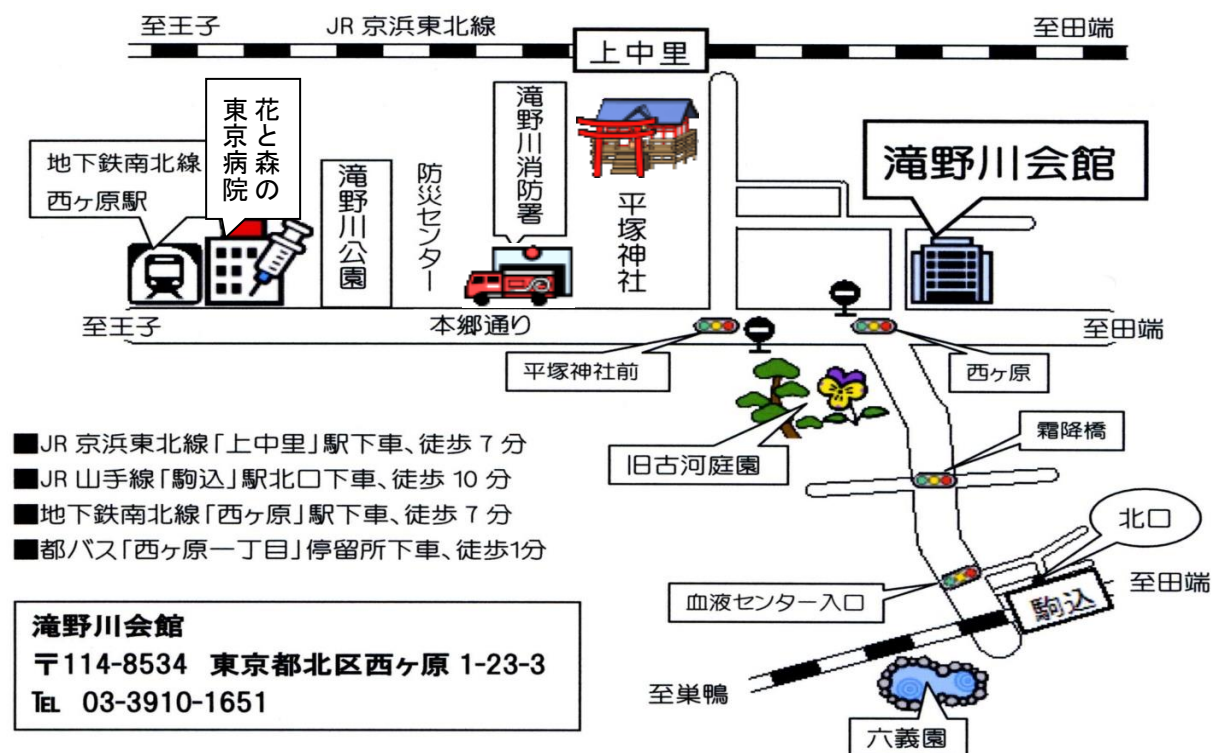 至王子
JR 京浜東北線
至田端
上中里
花と森の
東京病院
地下鉄南北線
西ヶ原駅
滝野川公園
防災センター
滝野川消防署
平塚神社
滝野川会館
至王子
本郷通り
至田端
平塚神社前
西ヶ原
旧古河庭園
霜降橋
北口
血液センター入口
駒込
至田端
至巣鴨
六義園
■JR 京浜東北線「上中里」駅下車、徒歩 7 分
■JR 山手線「駒込」駅北口下車、徒歩 10 分
■地下鉄南北線「西ヶ原」駅下車、徒歩 7 分
■都バス「西ヶ原一丁目」停留所下車、徒歩1分
滝野川会館
〒114-8534 東京都北区西ヶ原 1-23-3
℡ 03-3910-1651